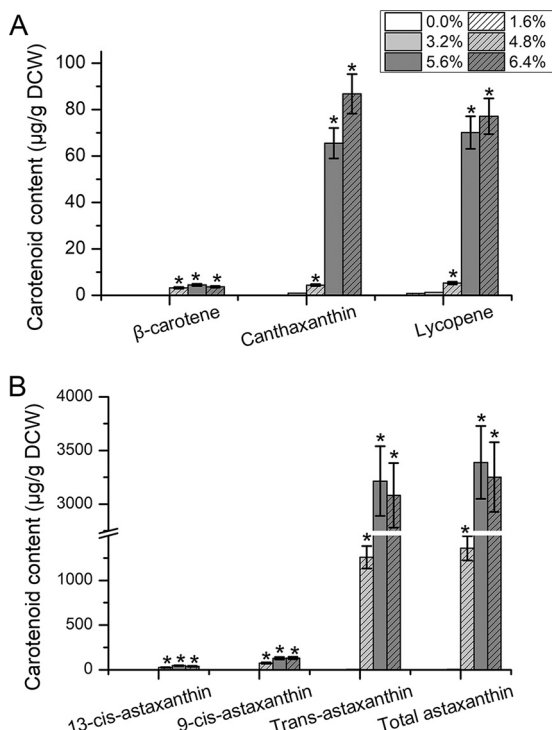 A
0.0% 1.6%
3.2% 4.8%
5.6% 6.4%
Carotenoid content (µg/g DCW)
100
80
60
40
20
0
* * *
* * *
* * *
β-carotene Canthaxanthin Lycopene
B
Carotenoid content (µg/g DCW)
4000
3500
3000
1000
500
250
0
* * *
* * *
* * *
* * *
13-cis-astaxanthin 9-cis-astaxanthin Trans-astaxanthin Total astaxanthin